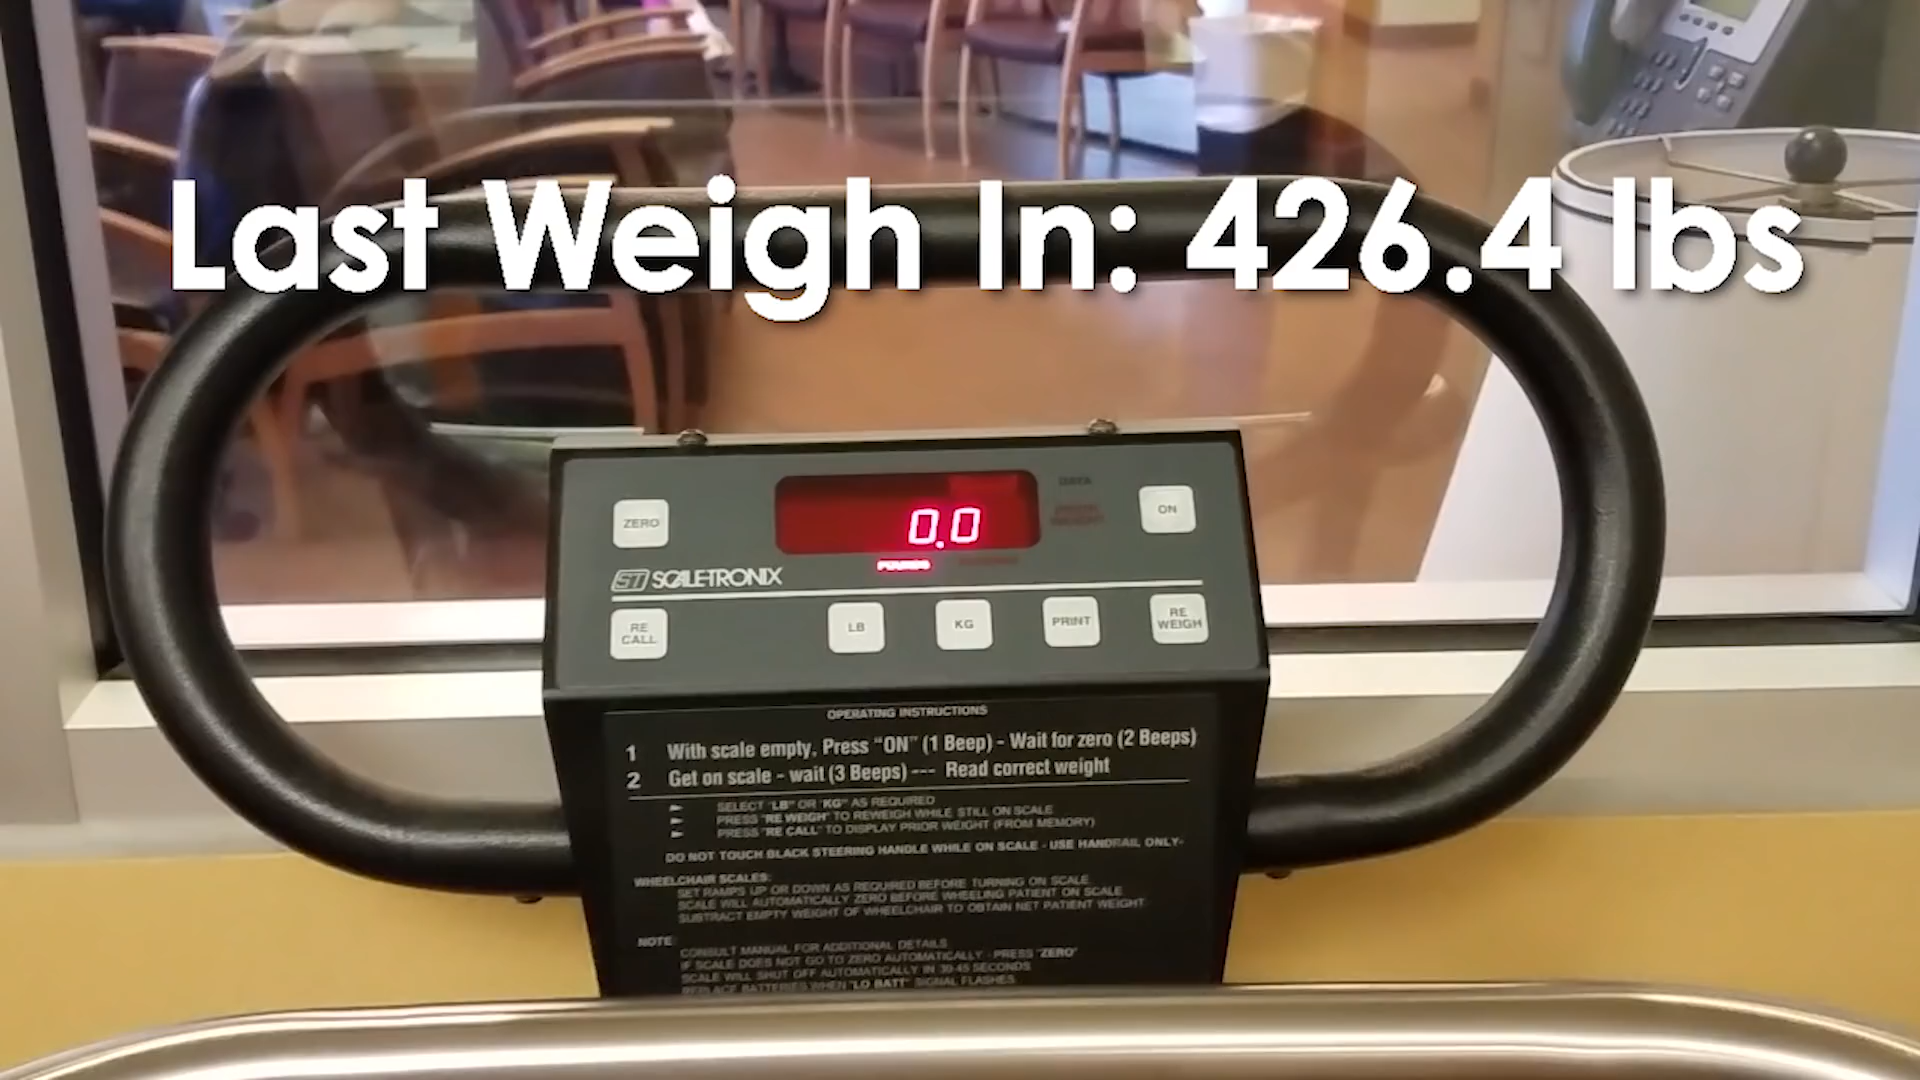 Last Weigh In: 426.4 lbs
DATA
ZERO
0.0
ON
POUNDS
ST SCALE-TRONIX
RE CALL
LB
KG
PRINT
RE WEIGH
OPERATING INSTRUCTIONS
1 With scale empty, Press "ON" (1 Beep) - Wait for zero (2 Beeps)
2 Get on scale - wait (3 Beeps) --- Read correct weight
► SELECT "LB" OR "KG" AS REQUIRED
► PRESS "RE WEIGH" TO REWEIGH WHILE STILL ON SCALE
► PRESS "RE CALL" TO DISPLAY PRIOR WEIGHT (FROM MEMORY)
DO NOT TOUCH BLACK STEERING HANDLE WHILE ON SCALE - USE HANDRAIL ONLY-
WHEELCHAIR SCALES:
SET RAMPS UP OR DOWN AS REQUIRED BEFORE TURNING ON SCALE
SCALE WILL AUTOMATICALLY ZERO BEFORE WHEELING PATIENT ON SCALE
SUBTRACT EMPTY WEIGHT OF WHEELCHAIR TO OBTAIN NET PATIENT WEIGHT
NOTE
CONSULT MANUAL FOR ADDITIONAL DETAILS
IF SCALE DOES NOT GO TO ZERO AUTOMATICALLY - PRESS "ZERO"
SCALE WILL SHUT OFF AUTOMATICALLY IN 30-45 SECONDS
REPLACE BATTERIES WHEN "LO BATT" SIGNAL FLASHES